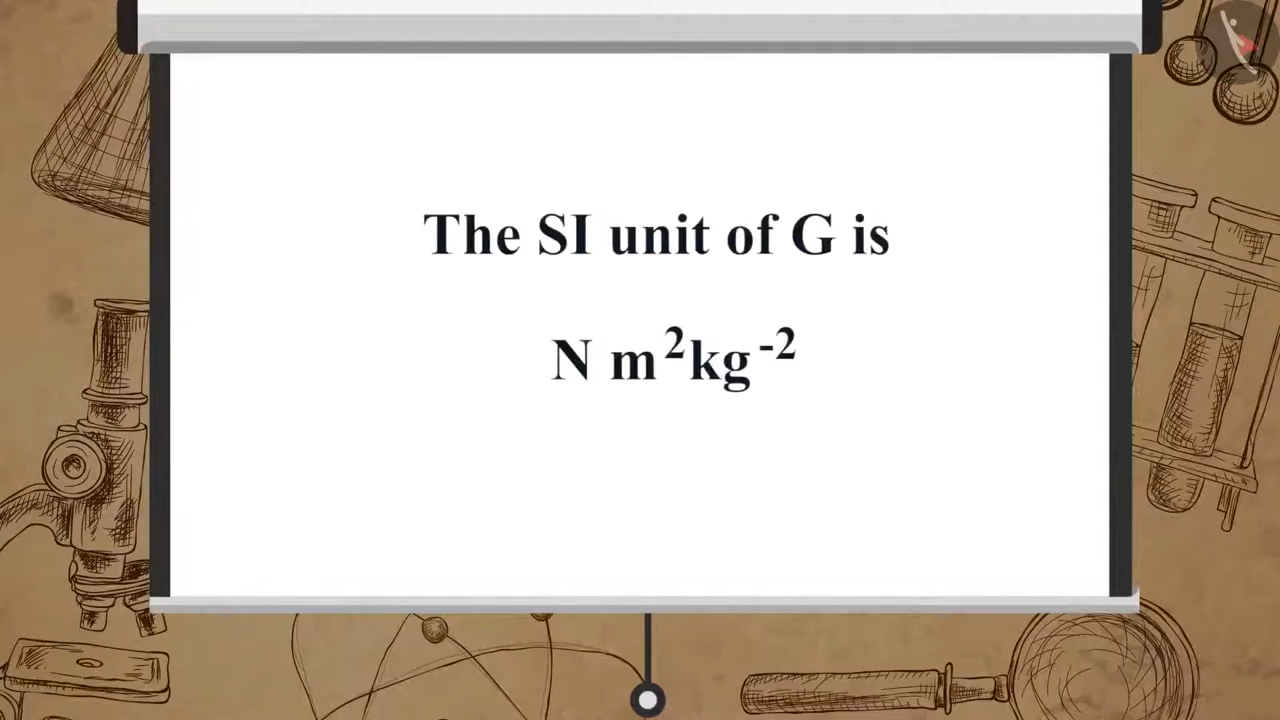 The SI unit of G is
N m²kg⁻²